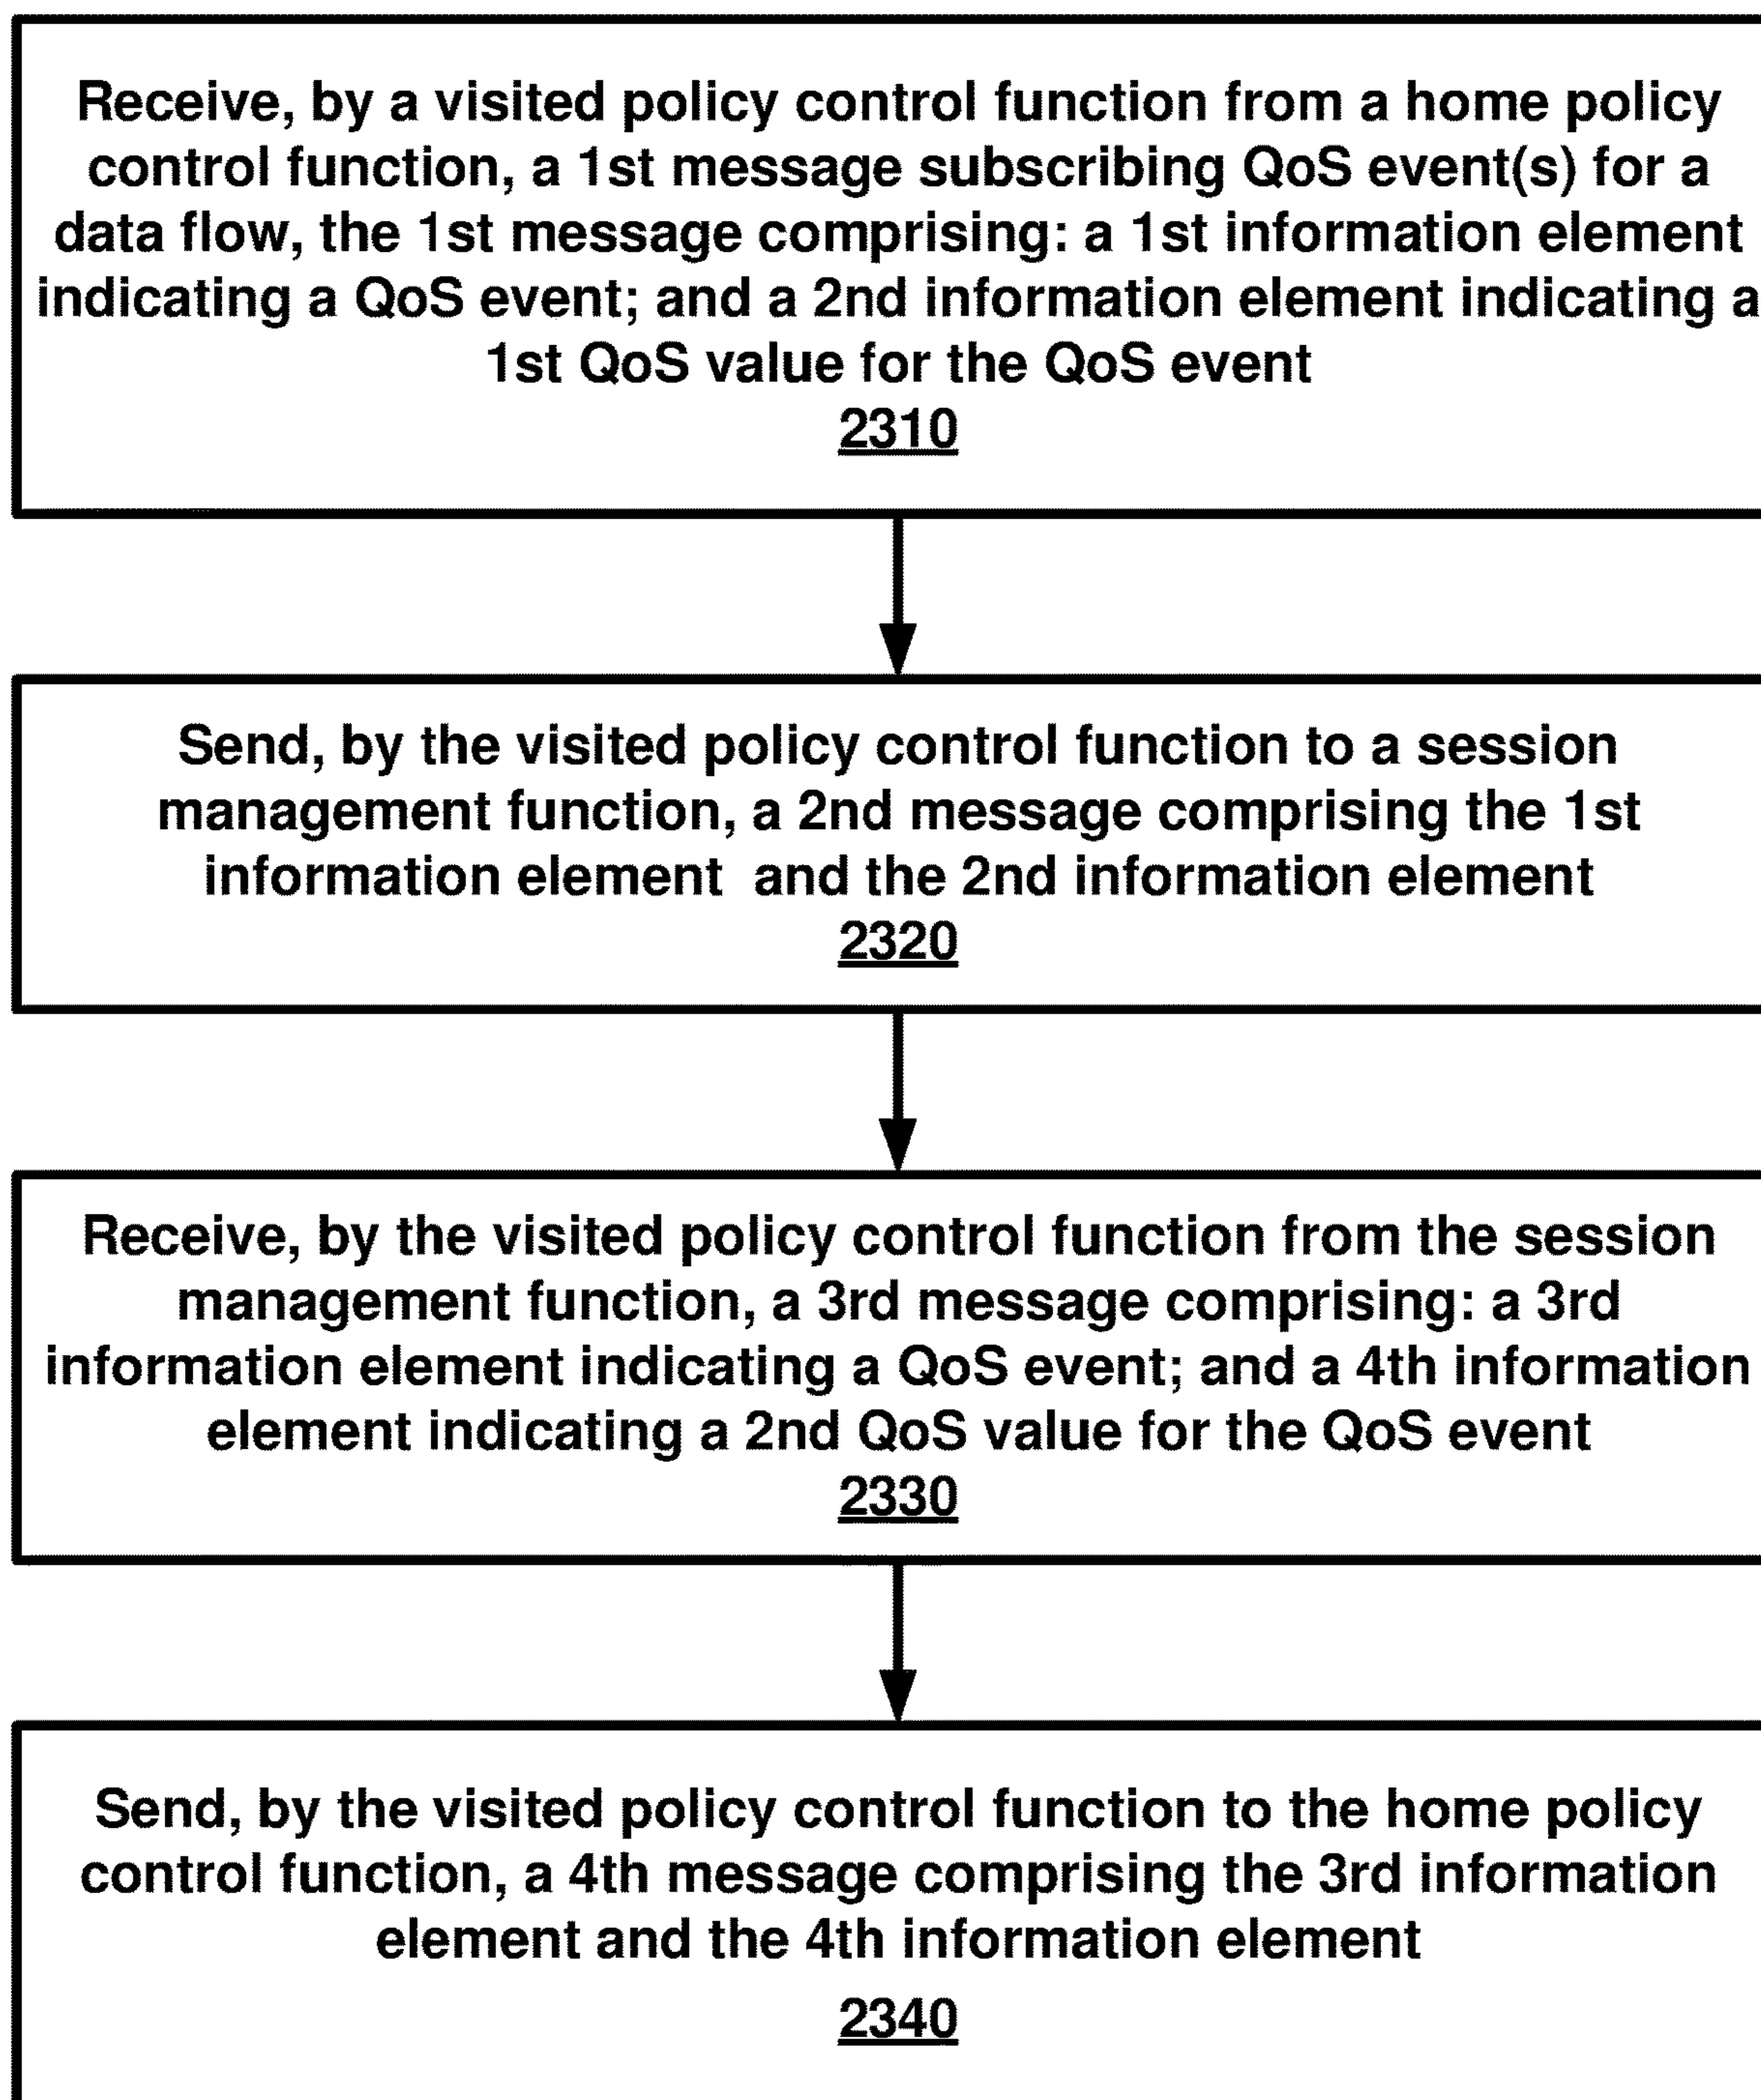 Receive, by a visited policy control function from a home policy
control function, a 1st message subscribing QoS event(s) for a
data flow, the 1st message comprising: a 1st information element
indicating a QoS event; and a 2nd information element indicating a
1st QoS value for the QoS event
2310
Send, by the visited policy control function to a session
management function, a 2nd message comprising the 1st
information element  and the 2nd information element
2320
Receive, by the visited policy control function from the session
management function, a 3rd message comprising: a 3rd
information element indicating a QoS event; and a 4th information
element indicating a 2nd QoS value for the QoS event
2330
Send, by the visited policy control function to the home policy
control function, a 4th message comprising the 3rd information
element and the 4th information element
2340